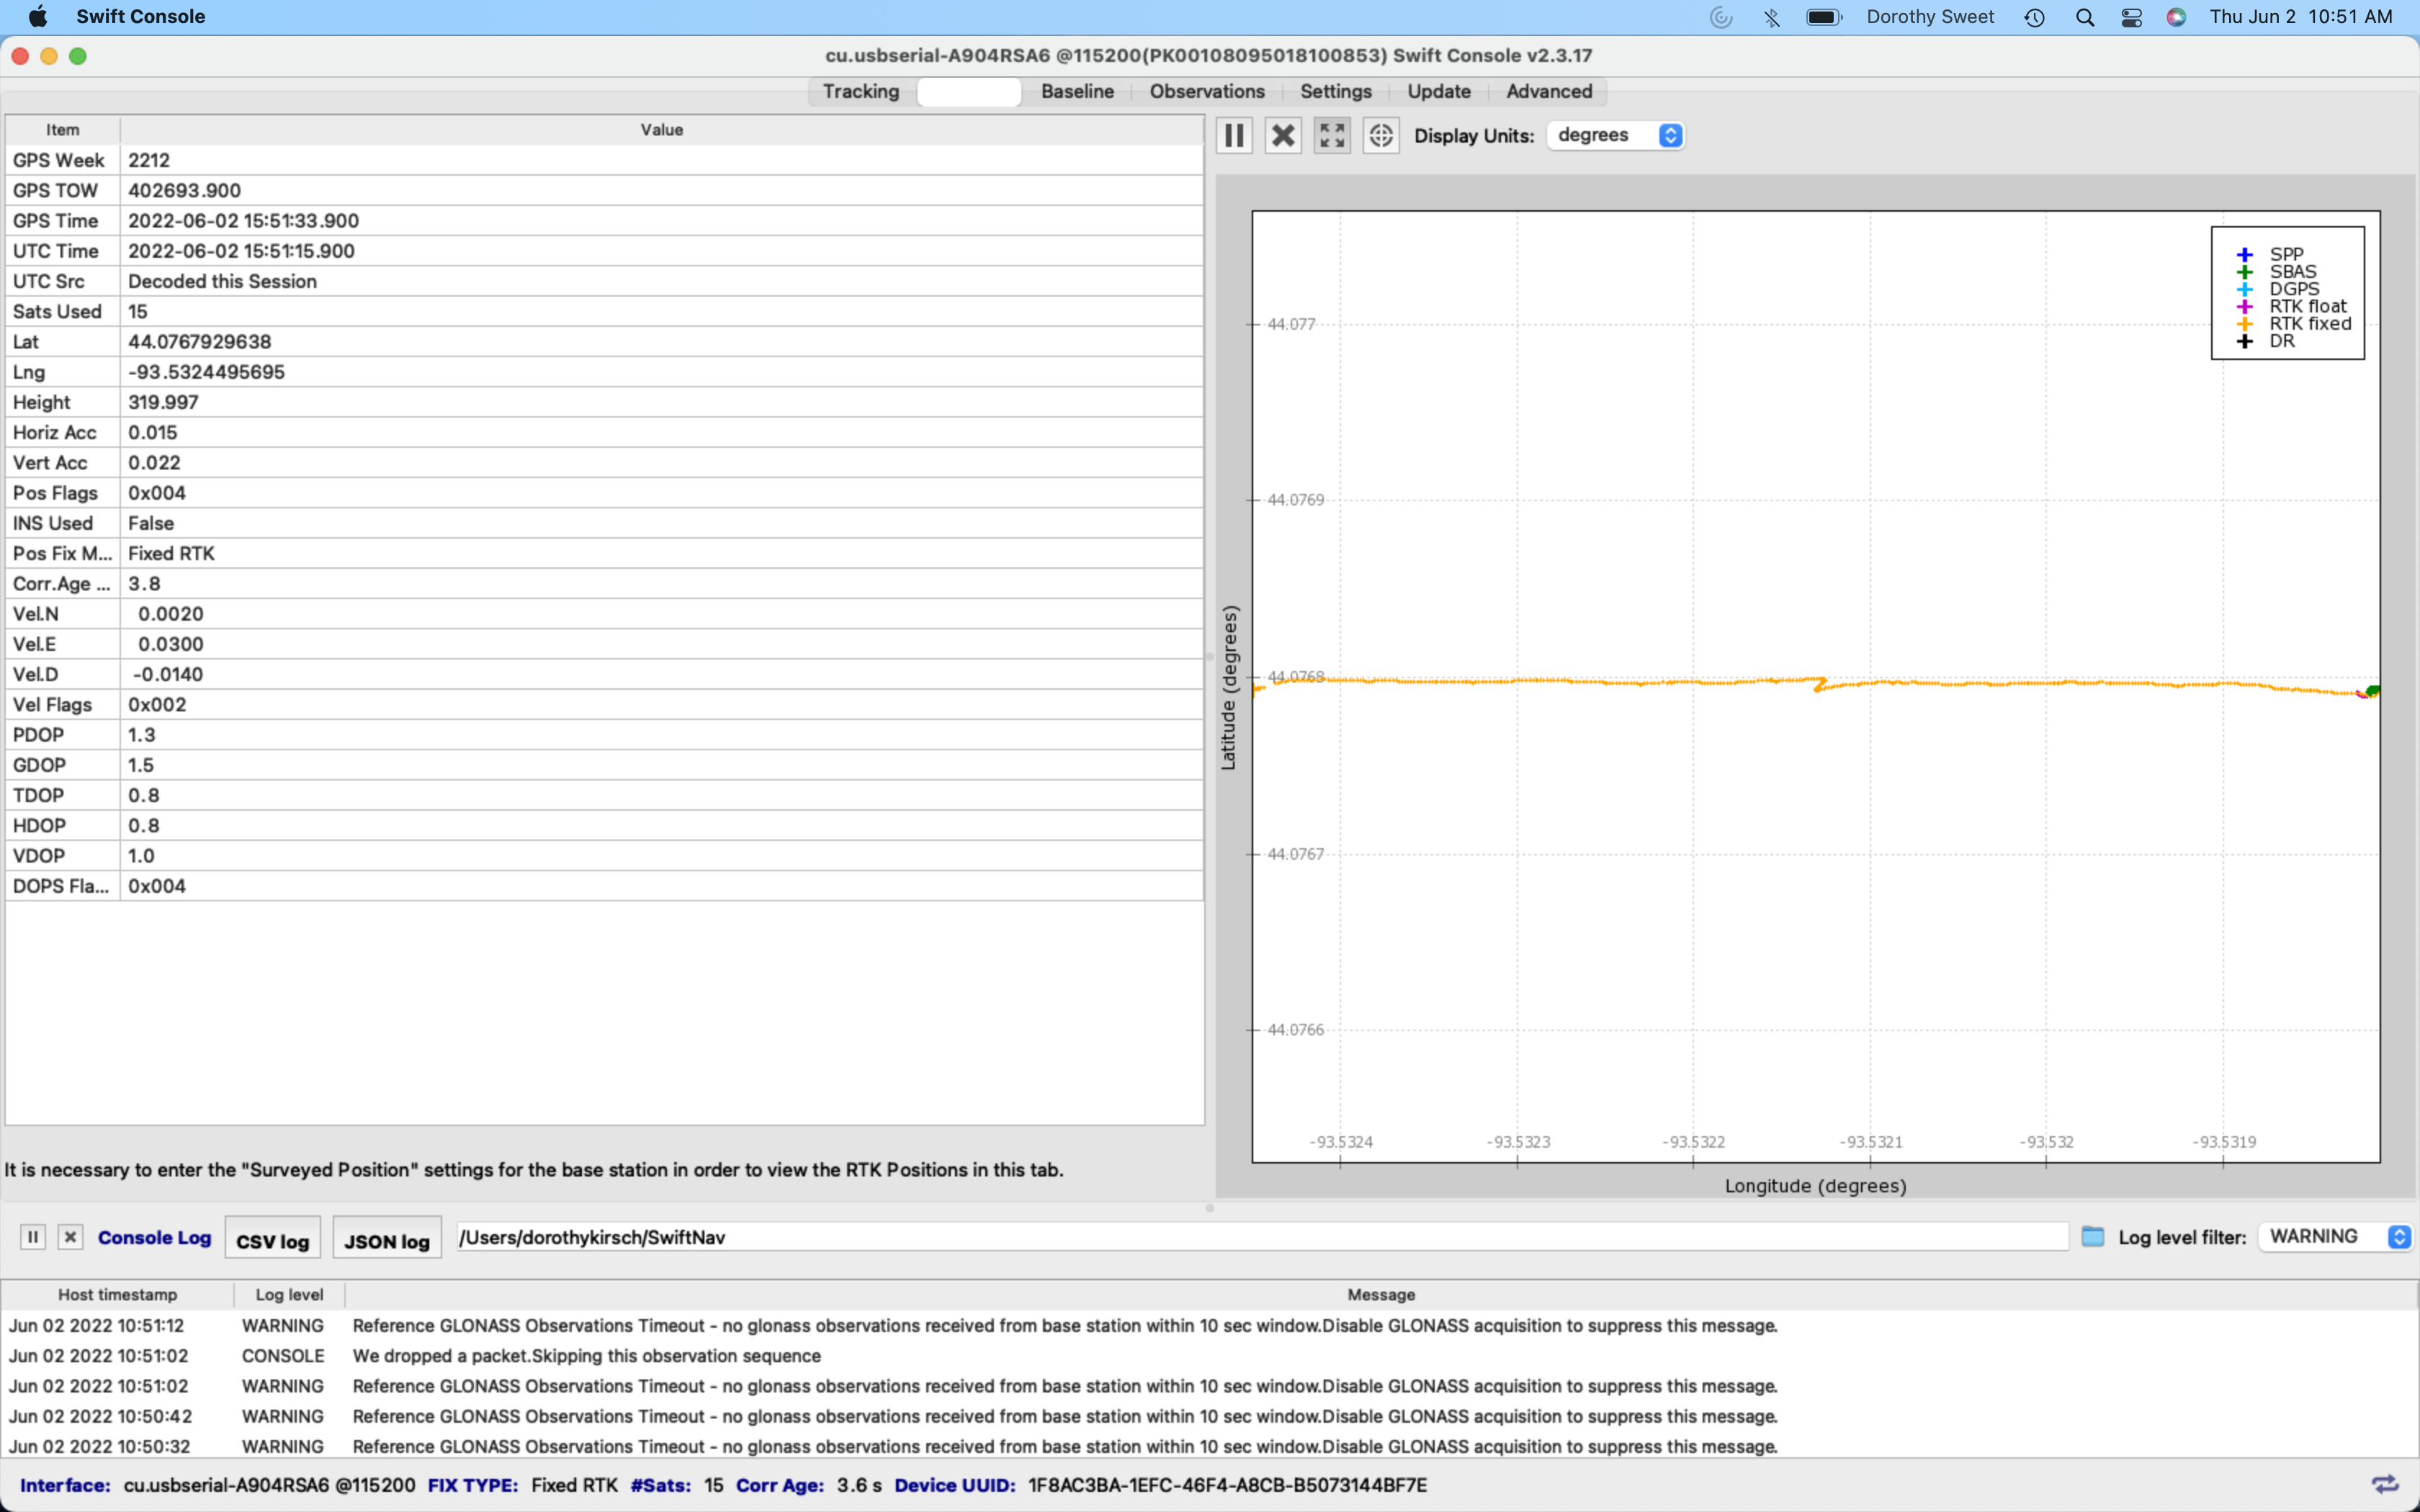 Swift Console
Dorothy Sweet
Thu Jun 2 10:51 AM
cu.usbserial-A904RSA6 @115200(PK00108095018100853) Swift Console v2.3.17
Tracking
Baseline
Observations
Settings
Update
Advanced
Item Value
GPS Week 2212
GPS TOW 402693.900
GPS Time 2022-06-02 15:51:33.900
UTC Time 2022-06-02 15:51:15.900
UTC Src Decoded this Session
Sats Used 15
Lat 44.0767929638
Lng -93.5324495695
Height 319.997
Horiz Acc 0.015
Vert Acc 0.022
Pos Flags 0x004
INS Used False
Pos Fix M... Fixed RTK
Corr.Age ... 3.8
Vel.N 0.0020
Vel.E 0.0300
Vel.D -0.0140
Vel Flags 0x002
PDOP 1.3
GDOP 1.5
TDOP 0.8
HDOP 0.8
VDOP 1.0
DOPS Fla... 0x004
It is necessary to enter the "Surveyed Position" settings for the base station in order to view the RTK Positions in this tab.
Display Units: degrees
SPP
SBAS
DGPS
RTK float
RTK fixed
DR
44.077
44.0769
44.0768
44.0767
44.0766
Latitude (degrees)
-93.5324 -93.5323 -93.5322 -93.5321 -93.532 -93.5319
Longitude (degrees)
Console Log CSV log JSON log /Users/dorothykirsch/SwiftNav Log level filter: WARNING
Host timestamp Log level Message
Jun 02 2022 10:51:12 WARNING Reference GLONASS Observations Timeout - no glonass observations received from base station within 10 sec window.Disable GLONASS acquisition to suppress this message.
Jun 02 2022 10:51:02 CONSOLE We dropped a packet.Skipping this observation sequence
Jun 02 2022 10:51:02 WARNING Reference GLONASS Observations Timeout - no glonass observations received from base station within 10 sec window.Disable GLONASS acquisition to suppress this message.
Jun 02 2022 10:50:42 WARNING Reference GLONASS Observations Timeout - no glonass observations received from base station within 10 sec window.Disable GLONASS acquisition to suppress this message.
Jun 02 2022 10:50:32 WARNING Reference GLONASS Observations Timeout - no glonass observations received from base station within 10 sec window.Disable GLONASS acquisition to suppress this message.
Interface: cu.usbserial-A904RSA6 @115200 FIX TYPE: Fixed RTK #Sats: 15 Corr Age: 3.6 s Device UUID: 1F8AC3BA-1EFC-46F4-A8CB-B5073144BF7E